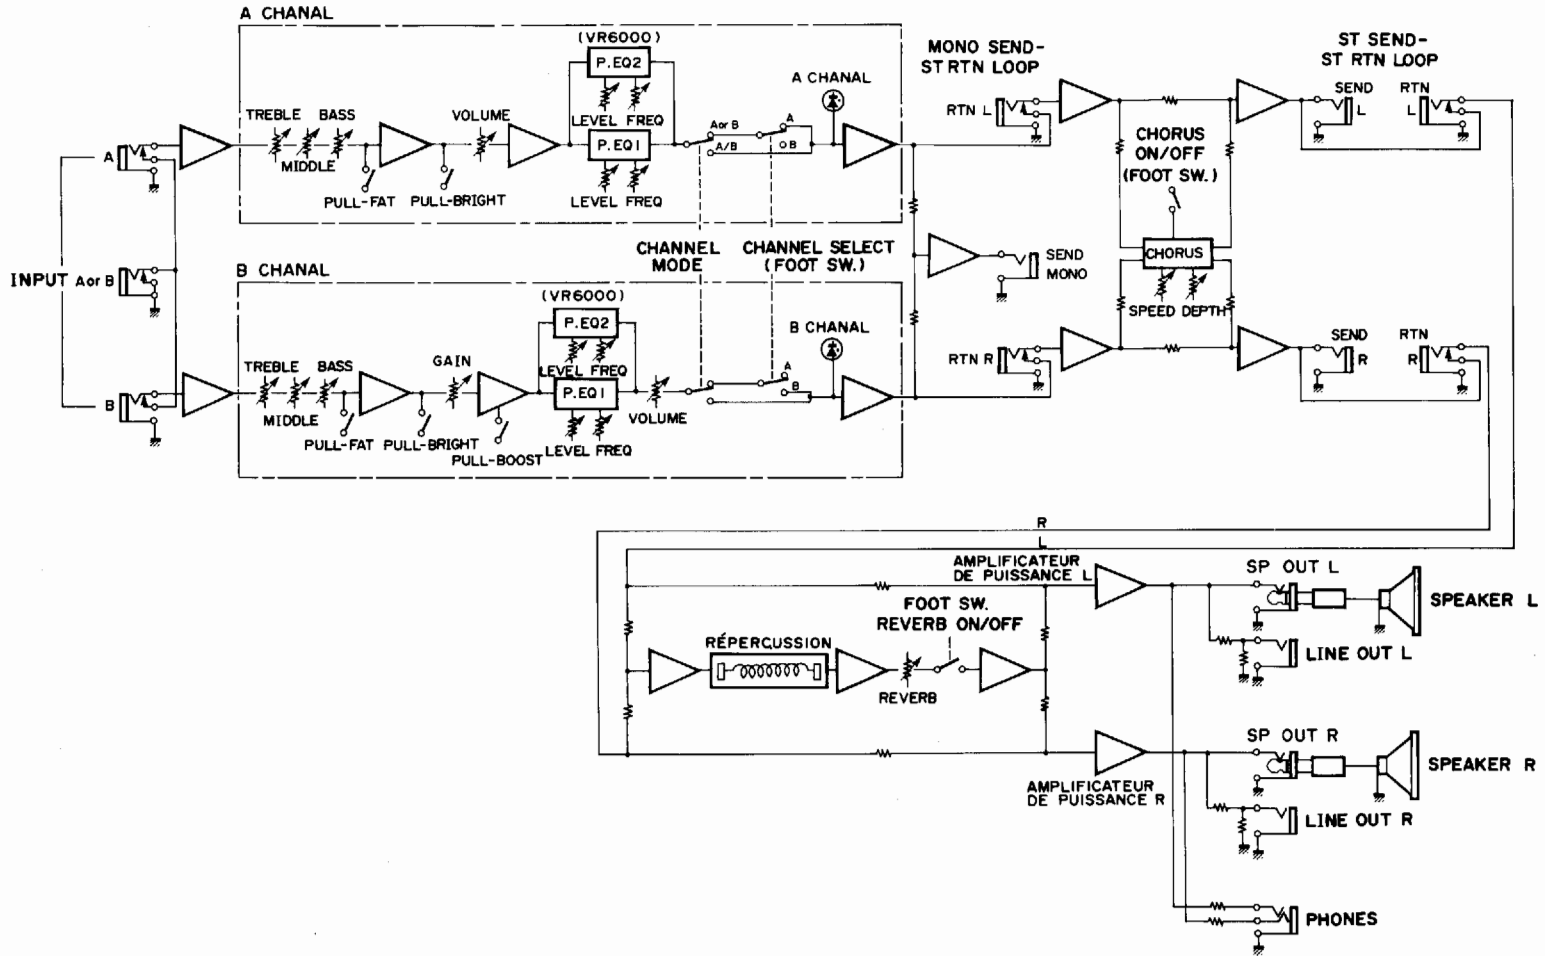 A CHANAL
(VR6000)
P.EQ2
LEVEL FREQ
P.EQ1
LEVEL FREQ
TREBLE
BASS
MIDDLE
VOLUME
PULL-FAT
PULL-BRIGHT
A or B
A/B
A
B
A CHANAL
INPUT
A
A or B
B
CHANNEL
MODE
CHANNEL SELECT
(FOOT SW.)
B CHANAL
(VR6000)
P.EQ2
LEVEL FREQ
P.EQ1
LEVEL FREQ
TREBLE
BASS
MIDDLE
GAIN
PULL-FAT
PULL-BRIGHT
PULL-BOOST
VOLUME
A
B
B CHANAL
MONO SEND-
ST RTN LOOP
RTN L
SEND
MONO
RTN R
CHORUS
ON/OFF
(FOOT SW.)
CHORUS
SPEED DEPTH
ST SEND-
ST RTN LOOP
SEND
L
RTN
L
SEND
R
RTN
R
R
L
AMPLIFICATEUR
DE PUISSANCE L
FOOT SW.
REVERB ON/OFF
RÉPERCUSSION
REVERB
AMPLIFICATEUR
DE PUISSANCE R
SP OUT L
SPEAKER L
LINE OUT L
SP OUT R
SPEAKER R
LINE OUT R
PHONES